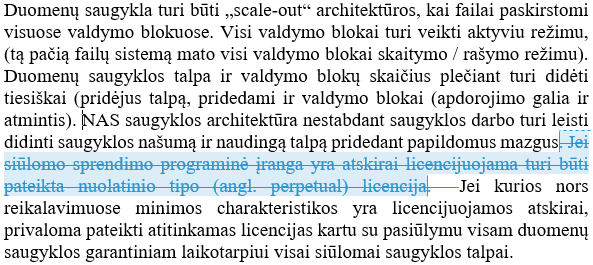 Duomenų saugykla turi būti „scale-out“ architektūros, kai failai paskirstomi
visuose valdymo blokuose. Visi valdymo blokai turi veikti aktyviu režimu,
(tą pačią failų sistemą mato visi valdymo blokai skaitymo / rašymo režimu).
Duomenų saugyklos talpa ir valdymo blokų skaičius plečiant turi didėti
tiesiškai (pridėjus talpą, pridedami ir valdymo blokai (apdorojimo galia ir
atmintis). NAS saugyklos architektūra nestabdant saugyklos darbo turi leisti
didinti saugyklos našumą ir naudingą talpą pridedant papildomus mazgus. Jei
siūlomo sprendimo programinė įranga yra atskirai licencijuojama turi būti
pateikta nuolatinio tipo (angl. perpetual) licencija. Jei kurios nors
reikalavimuose minimos charakteristikos yra licencijuojamos atskirai,
privaloma pateikti atitinkamas licencijas kartu su pasiūlymu visam duomenų
saugyklos garantiniam laikotarpiui visai siūlomai saugyklos talpai.